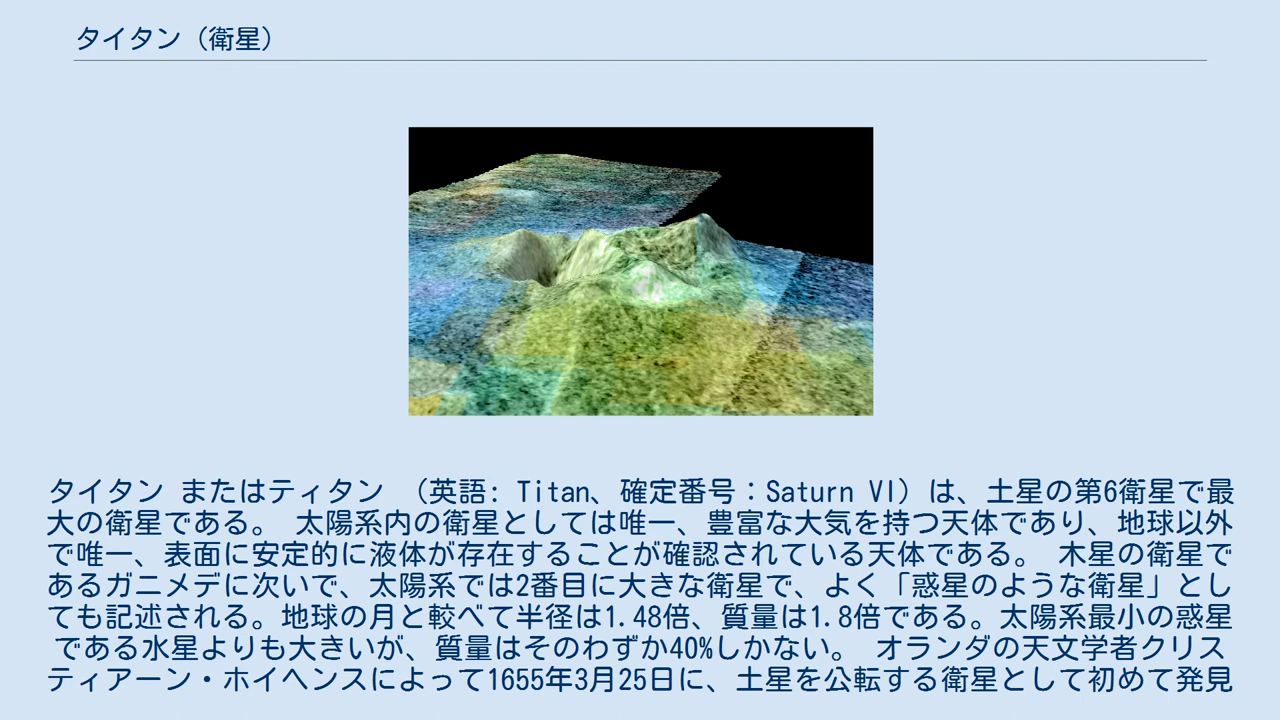 タイタン（衛星）
タイタン またはティタン （英語: Titan、確定番号：Saturn VI）は、土星の第6衛星で最
大の衛星である。 太陽系内の衛星としては唯一、豊富な大気を持つ天体であり、地球以外
で唯一、表面に安定的に液体が存在することが確認されている天体である。 木星の衛星で
あるガニメデに次いで、太陽系では2番目に大きな衛星で、よく「惑星のような衛星」とし
ても記述される。地球の月と較べて半径は1.48倍、質量は1.8倍である。太陽系最小の惑星
である水星よりも大きいが、質量はそのわずか40%しかない。 オランダの天文学者クリス
ティアーン・ホイヘンスによって1655年3月25日に、土星を公転する衛星として初めて発見